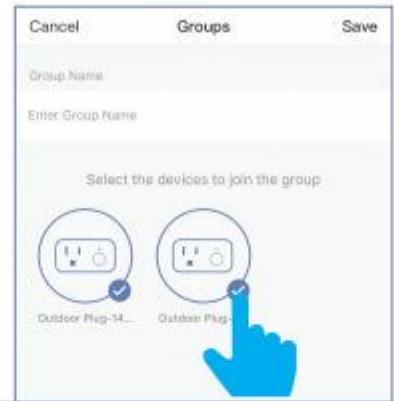 Cancel Groups Save
Group Name
Enter Group Name
Select the devices to join the group
Outdoor Plug-14... Outdoor Plug-